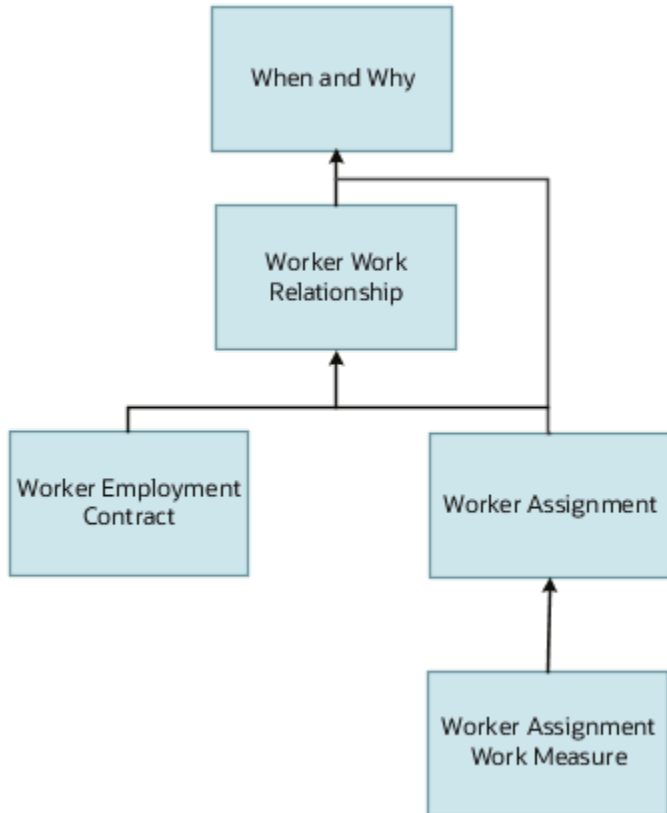 When and Why
Worker Work
Relationship
Worker Employment
Contract
Worker Assignment
Worker Assignment
Work Measure